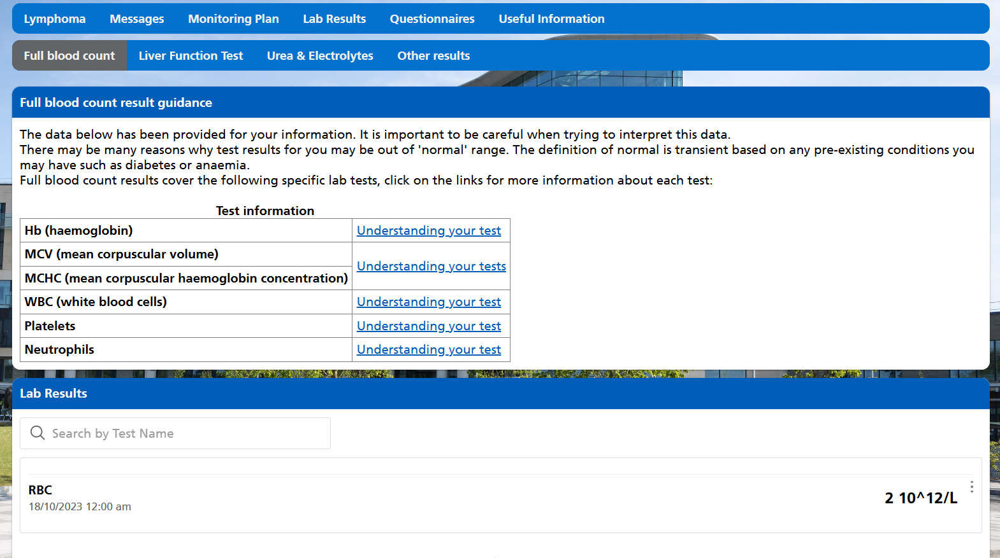 Lymphoma Messages Monitoring Plan Lab Results Questionnaires Useful Information
Full blood count Liver Function Test Urea & Electrolytes Other results
Full blood count result guidance
The data below has been provided for your information. It is important to be careful when trying to interpret this data.
There may be many reasons why test results for you may be out of 'normal' range. The definition of normal is transient based on any pre-existing conditions you
may have such as diabetes or anaemia.
Full blood count results cover the following specific lab tests, click on the links for more information about each test:
Test information
Hb (haemoglobin) Understanding your test
MCV (mean corpuscular volume)
Understanding your tests
MCHC (mean corpuscular haemoglobin concentration)
WBC (white blood cells) Understanding your test
Platelets Understanding your test
Neutrophils Understanding your test
Lab Results
Search by Test Name
RBC
2 10^12/L
18/10/2023 12:00 am